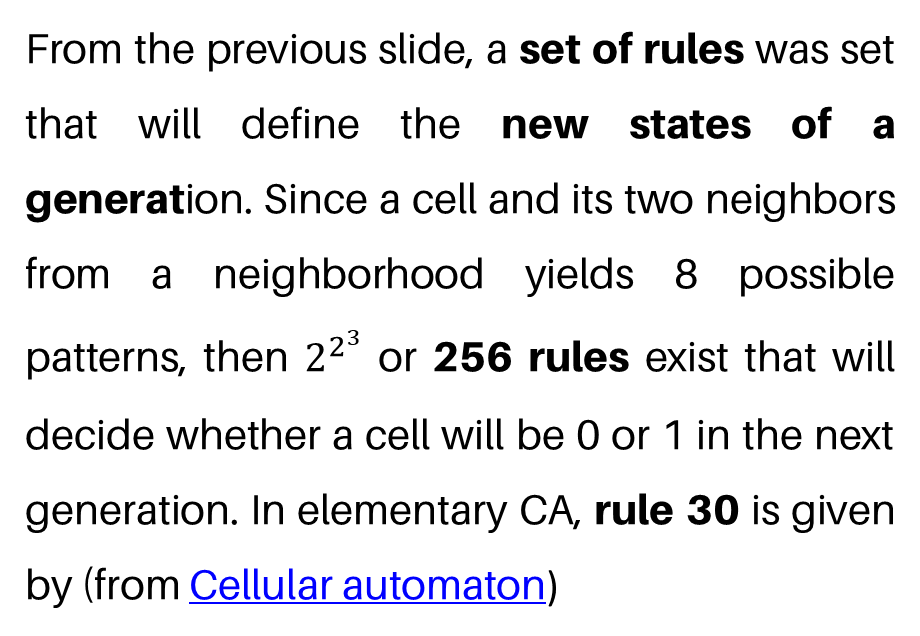 From the previous slide, a set of rules was set
that will define the new states of a
generation. Since a cell and its two neighbors
from a neighborhood yields 8 possible
patterns, then 2^{2^3} or 256 rules exist that will
decide whether a cell will be 0 or 1 in the next
generation. In elementary CA, rule 30 is given
by (from Cellular automaton)